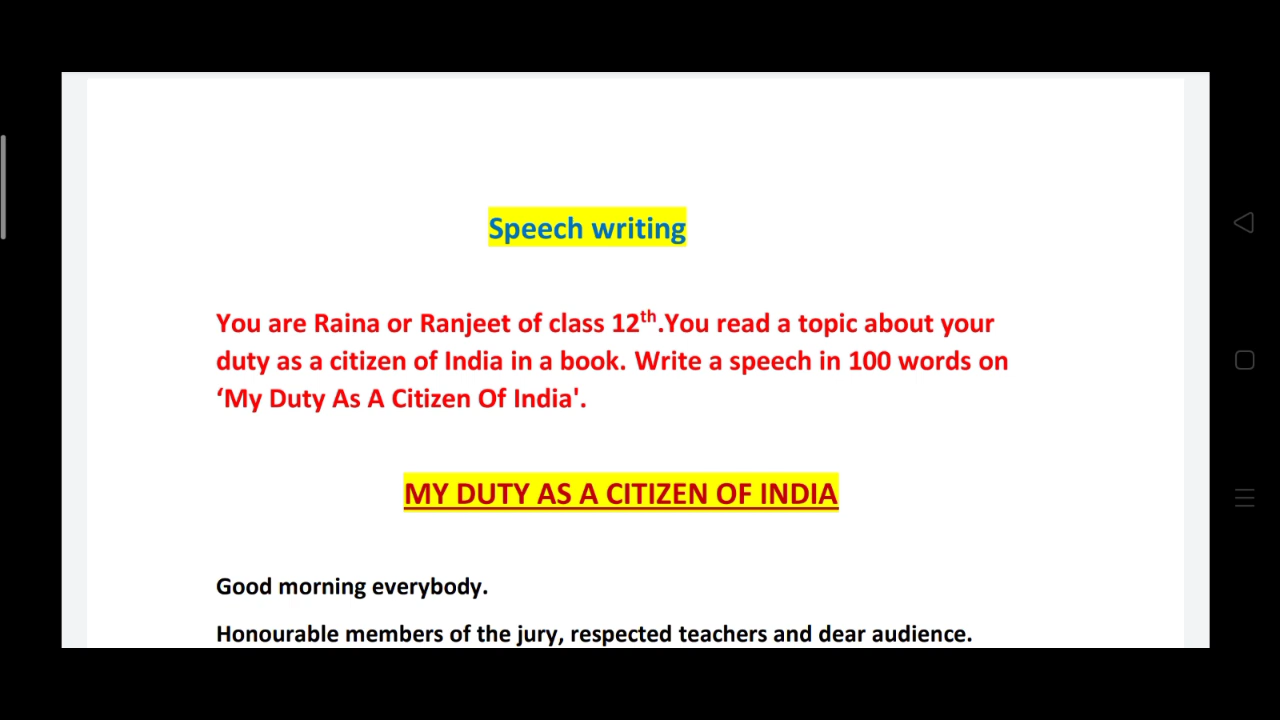 Speech writing
You are Raina or Ranjeet of class 12th.You read a topic about your
duty as a citizen of India in a book. Write a speech in 100 words on
‘My Duty As A Citizen Of India'.
MY DUTY AS A CITIZEN OF INDIA
Good morning everybody.
Honourable members of the jury, respected teachers and dear audience.